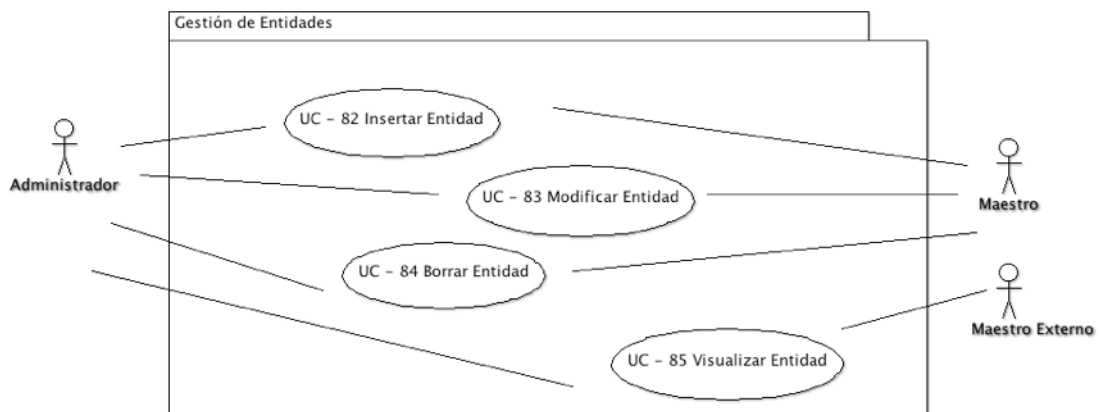 Gestión de Entidades
UC - 82 Insertar Entidad
Administrador
UC - 83 Modificar Entidad
Maestro
UC - 84 Borrar Entidad
Maestro Externo
UC - 85 Visualizar Entidad